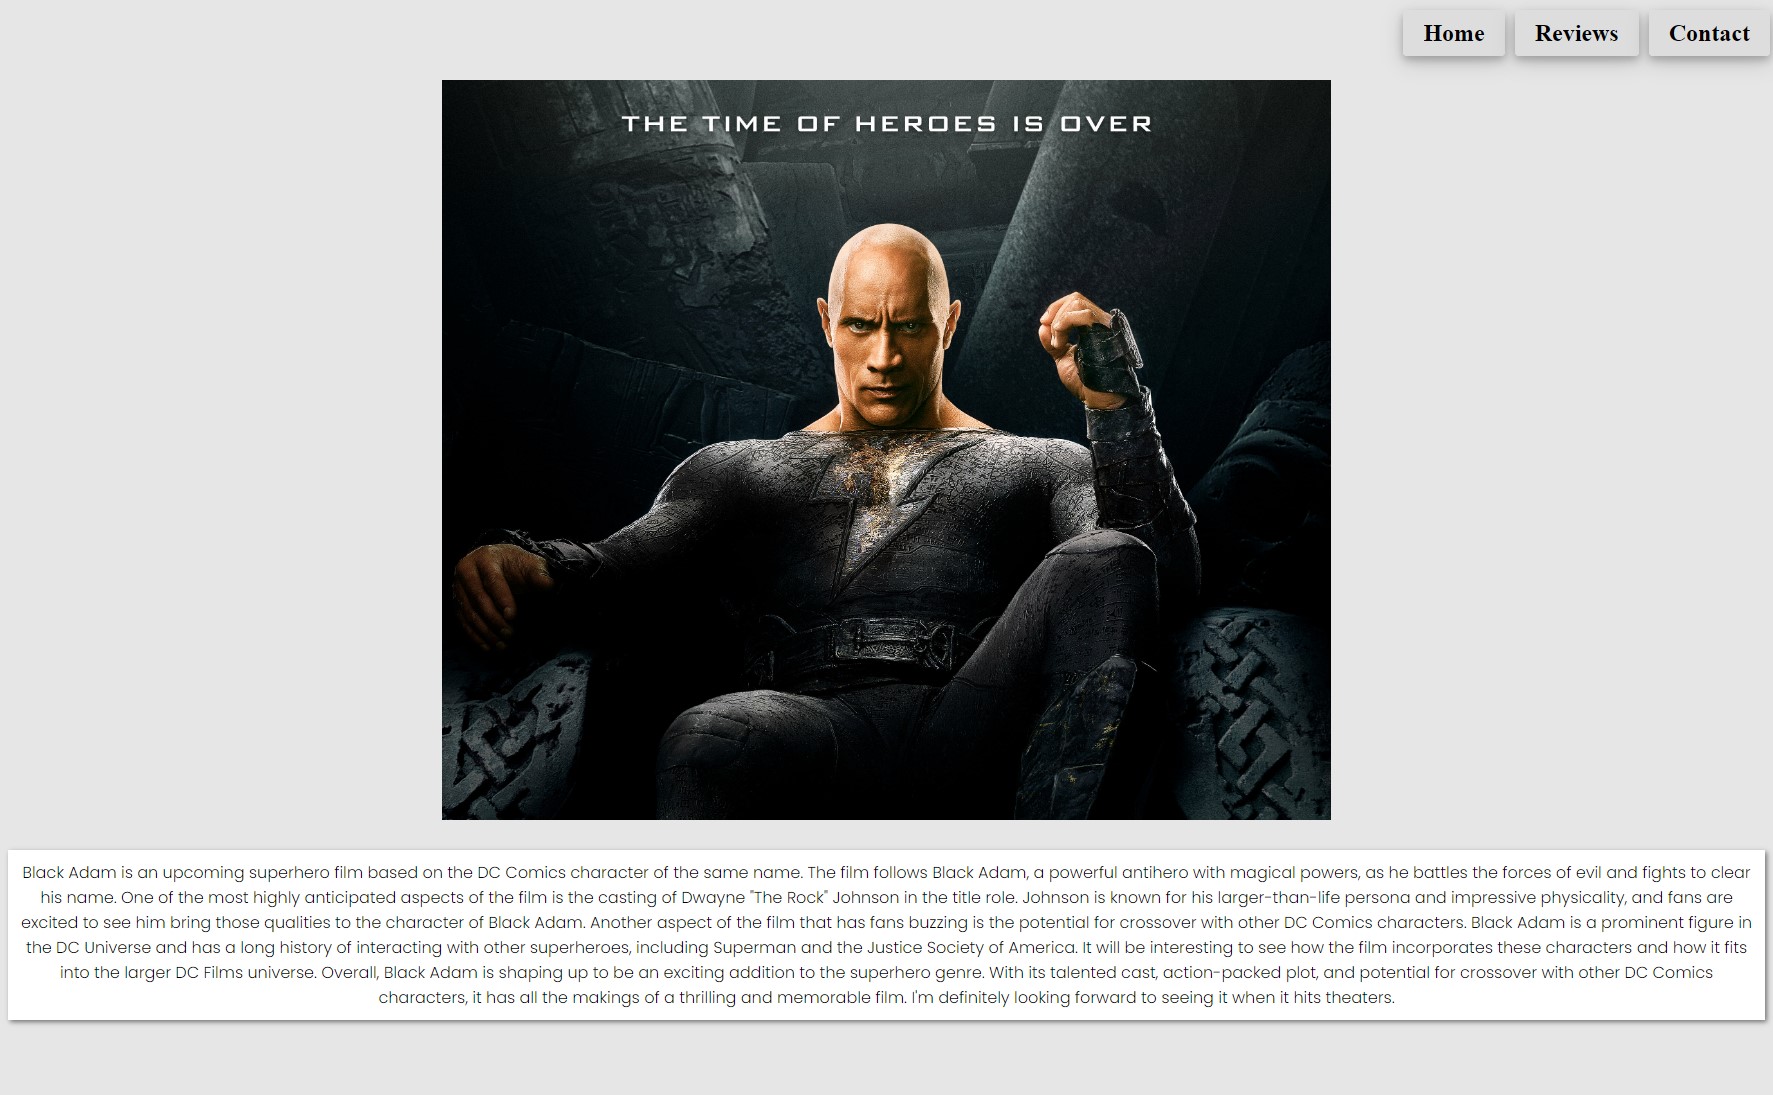 Home Reviews Contact
THE TIME OF HEROES IS OVER
Black Adam is an upcoming superhero film based on the DC Comics character of the same name. The film follows Black Adam, a powerful antihero with magical powers, as he battles the forces of evil and fights to clear
his name. One of the most highly anticipated aspects of the film is the casting of Dwayne "The Rock" Johnson in the title role. Johnson is known for his larger-than-life persona and impressive physicality, and fans are
excited to see him bring those qualities to the character of Black Adam. Another aspect of the film that has fans buzzing is the potential for crossover with other DC Comics characters. Black Adam is a prominent figure in
the DC Universe and has a long history of interacting with other superheroes, including Superman and the Justice Society of America. It will be interesting to see how the film incorporates these characters and how it fits
into the larger DC Films universe. Overall, Black Adam is shaping up to be an exciting addition to the superhero genre. With its talented cast, action-packed plot, and potential for crossover with other DC Comics
characters, it has all the makings of a thrilling and memorable film. I'm definitely looking forward to seeing it when it hits theaters.